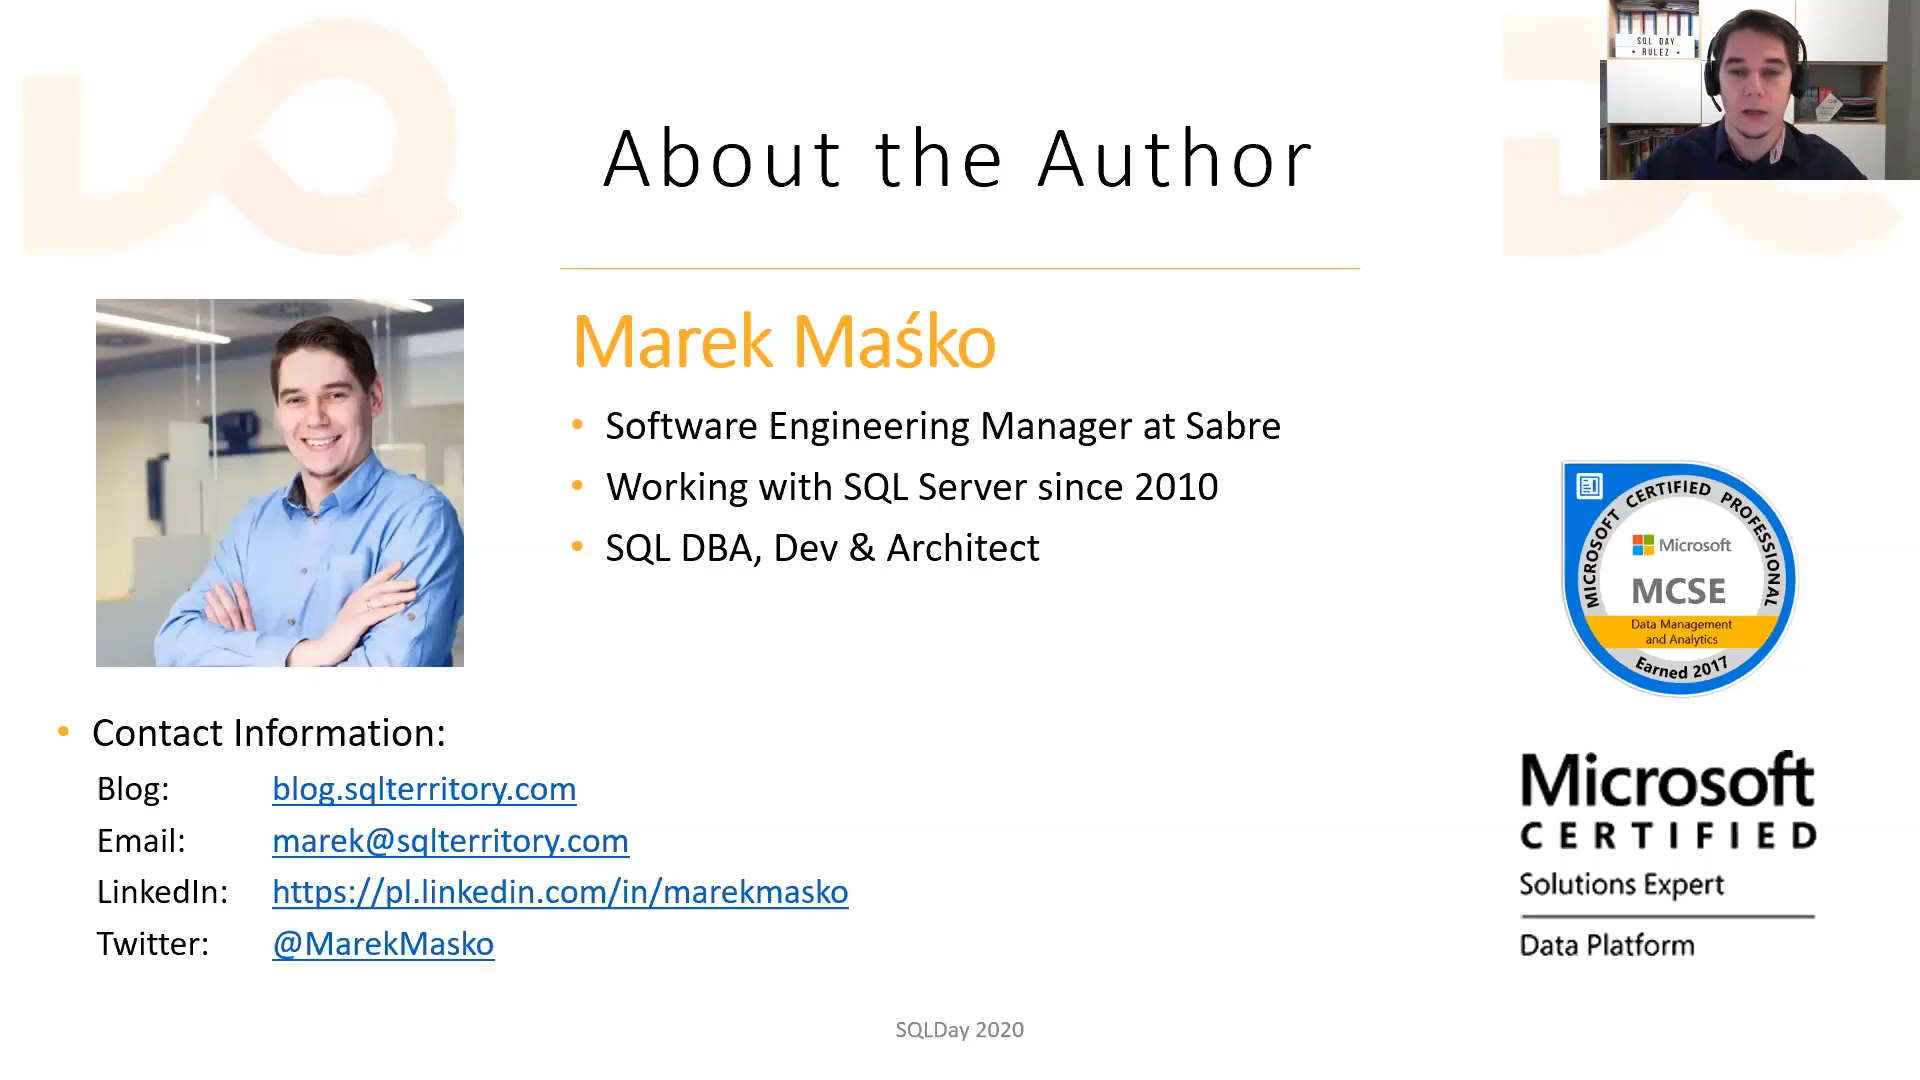 SQL DAY
* RULEZ *
About the Author
Marek Maśko
• Software Engineering Manager at Sabre
• Working with SQL Server since 2010
• SQL DBA, Dev & Architect
MICROSOFT CERTIFIED PROFESSIONAL
Microsoft
MCSE
Data Management
and Analytics
Earned 2017
• Contact Information:
Blog: blog.sqlterritory.com
Email: marek@sqlterritory.com
LinkedIn: https://pl.linkedin.com/in/marekmasko
Twitter: @MarekMasko
Microsoft
CERTIFIED
Solutions Expert
Data Platform
SQLDay 2020